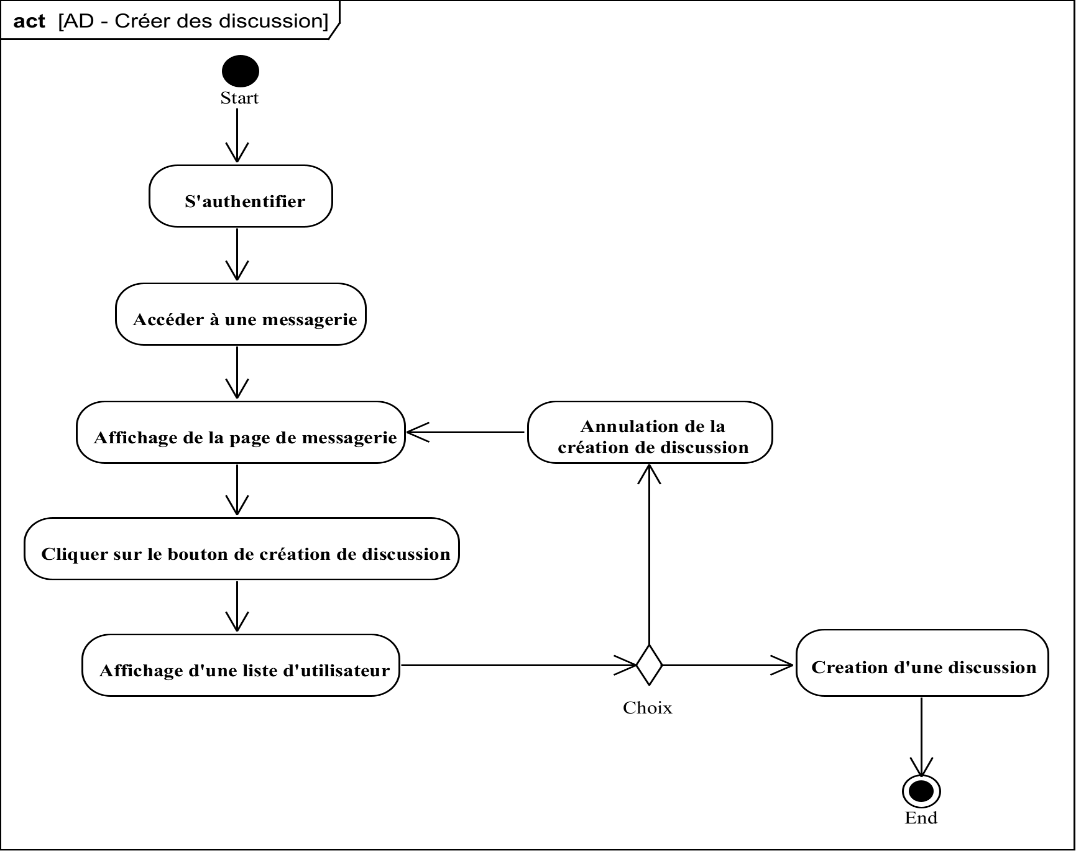 act [AD - Créer des discussion]
Start
S'authentifier
Accéder à une messagerie
Affichage de la page de messagerie
Annulation de la
création de discussion
Cliquer sur le bouton de création de discussion
Affichage d'une liste d'utilisateur
Choix
Creation d'une discussion
End